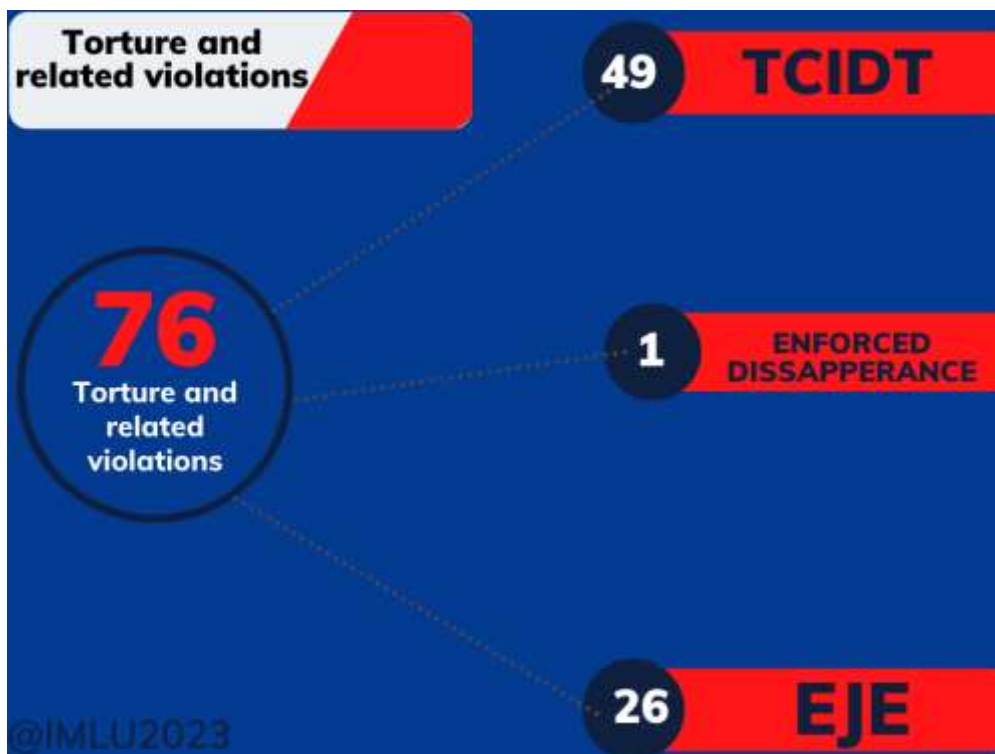 Torture and
related violations
49
TCIDT
76
Torture and
related
violations
1
ENFORCED
DISSAPPERANCE
26
EJE
@IMLU2023